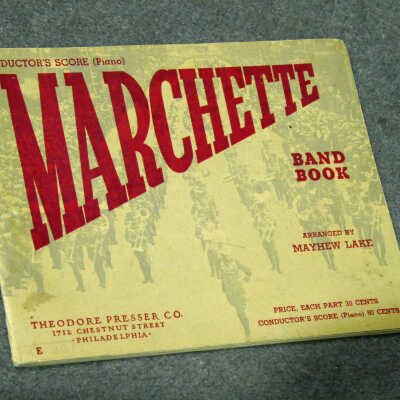 DUCTOR'S SCORE (Piano)
MARCHETTE
BAND
BOOK
ARRANGED BY
MAYHEW LAKE
THEODORE PRESSER CO.
1712 CHESTNUT STREET
·PHILADELPHIA·
E
PRICE, EACH PART 30 CENTS
CONDUCTOR'S SCORE (Piano) 80 CENTS